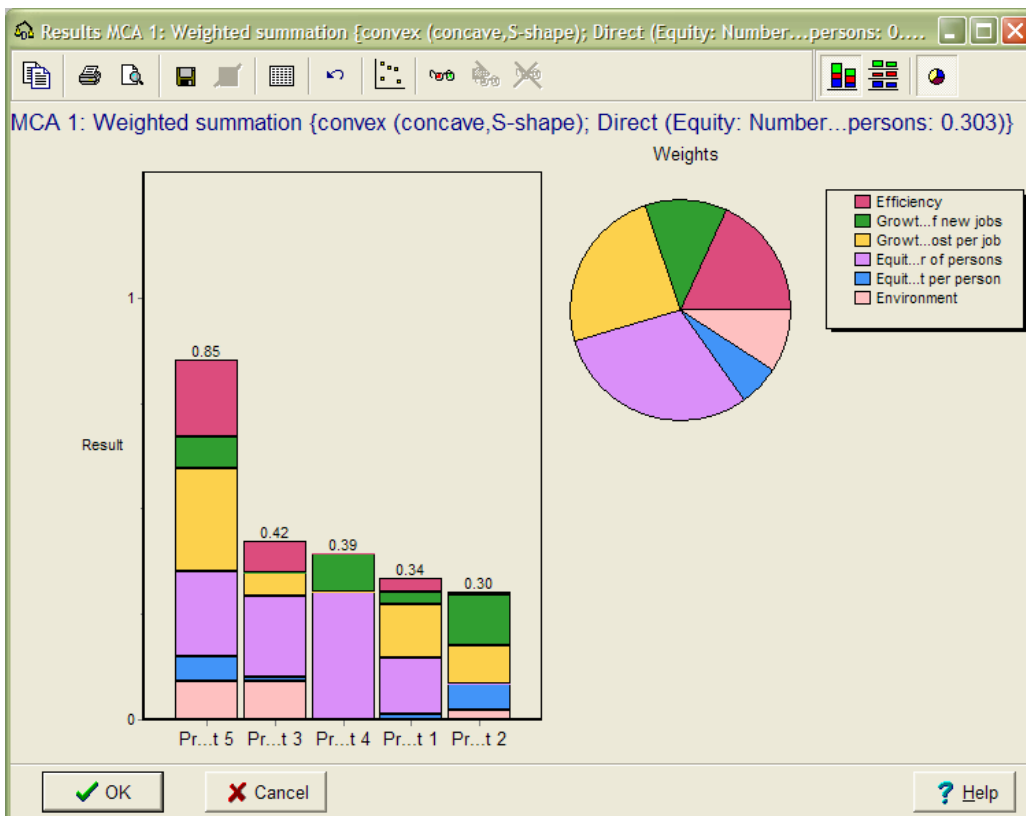 Results MCA 1: Weighted summation {convex (concave,S-shape); Direct (Equity: Number...persons: 0....
MCA 1: Weighted summation {convex (concave,S-shape); Direct (Equity: Number...persons: 0.303)}
Weights
Efficiency
Growt...f new jobs
Growt...ost per job
Equit...r of persons
Equit...t per person
Environment
1
0.85
Result
0.42
0.39
0.34
0.30
0
Pr...t 5 Pr...t 3 Pr...t 4 Pr...t 1 Pr...t 2
OK Cancel ? Help